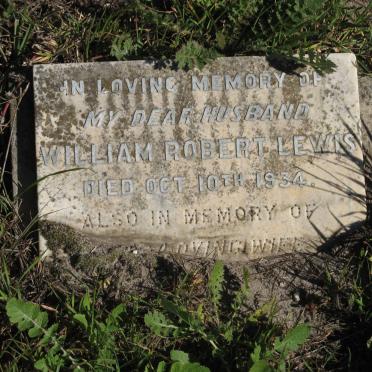 IN LOVING MEMORY OF
MY DEAR HUSBAND
WILLIAM ROBERT LEWIS
DIED OCT 10TH 1934.
ALSO IN MEMORY OF
LOVING WIFE